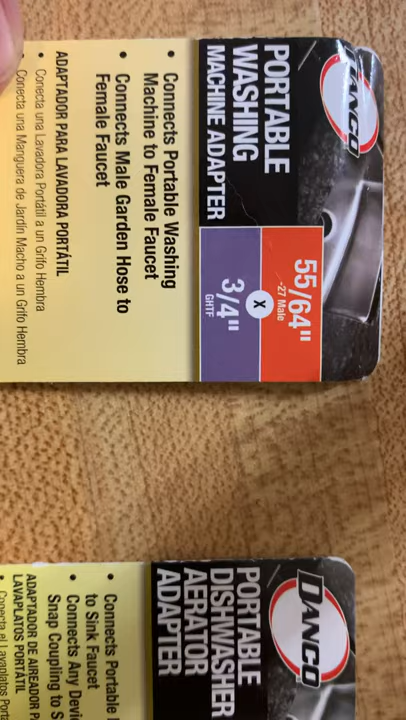 DANCO
PORTABLE
WASHING
MACHINE ADAPTER
55/64"
-27 Male
X
3/4"
GHTF
• Connects Portable Washing
Machine to Female Faucet
• Connects Male Garden Hose to
Female Faucet
ADAPTADOR PARA LAVADORA PORTÁTIL
• Conecta una Lavadora Portátil a un Grifo Hembra
• Conecta una Manguera de Jardín Macho a un Grifo Hembra
DANCO
PORTABLE
DISHWASHER
AERATOR
ADAPTER
• Connects Portable
to Sink Faucet
• Connects Any Devi
Snap Coupling to S
ADAPTADOR DE AIREADOR P
LAVAPLATOS PORTÁTIL
• Conecta el Lavaplatos Portá